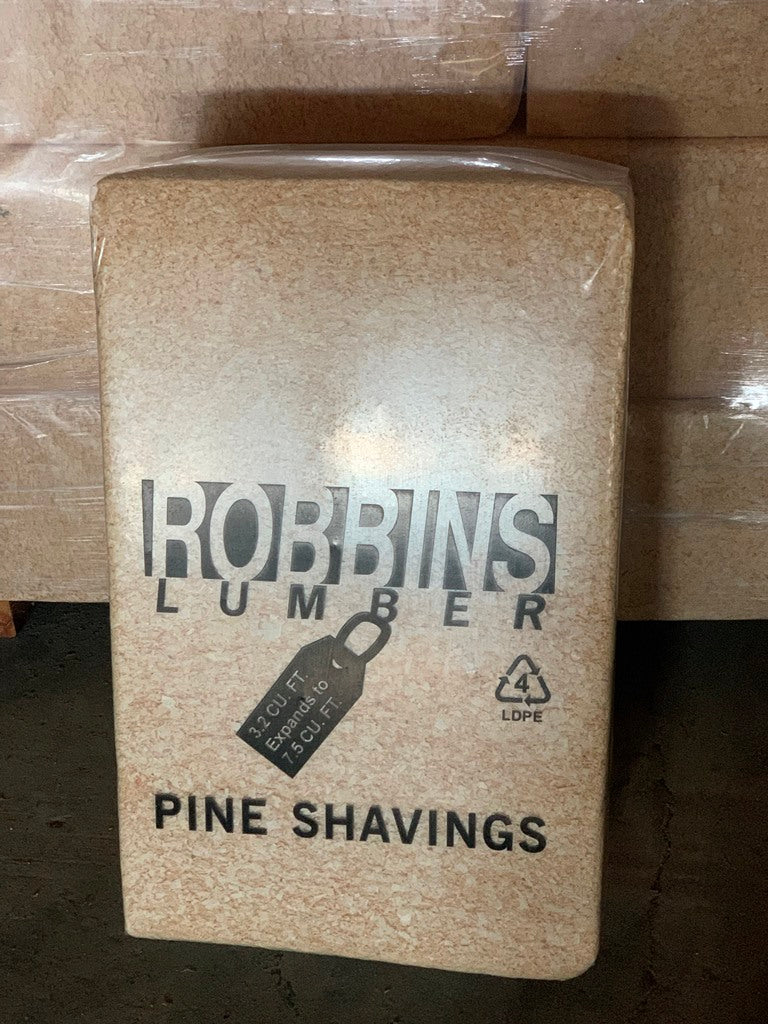 ROBBINS
LUMBER
3.2 CU. FT.
Expands to
7.5 CU. FT.
4
LDPE
PINE SHAVINGS